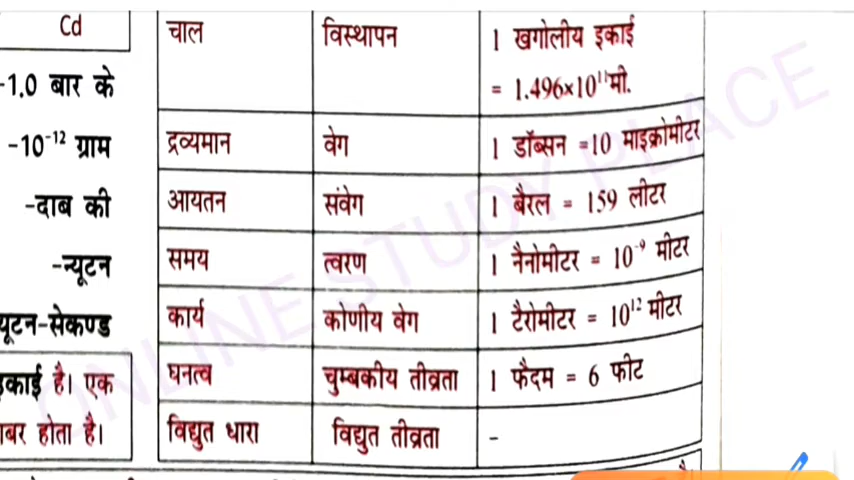 Cd
-1.0 बार के
-10⁻¹² ग्राम
-दाब की
-न्यूटन
यूटन-सेकण्ड
इकाई है। एक
ाबर होता है।
चाल विस्थापन 1 खगोलीय इकाई
= 1.496×10¹¹मी.
द्रव्यमान वेग 1 डॉब्सन =10 माइक्रोमीटर
आयतन संवेग 1 बैरल = 159 लीटर
समय त्वरण 1 नैनोमीटर = 10⁻⁹ मीटर
कार्य कोणीय वेग 1 टैरोमीटर = 10¹² मीटर
घनत्व चुम्बकीय तीव्रता 1 फैदम = 6 फीट
विद्युत धारा विद्युत तीव्रता -
ONLINE STUDY PLACE